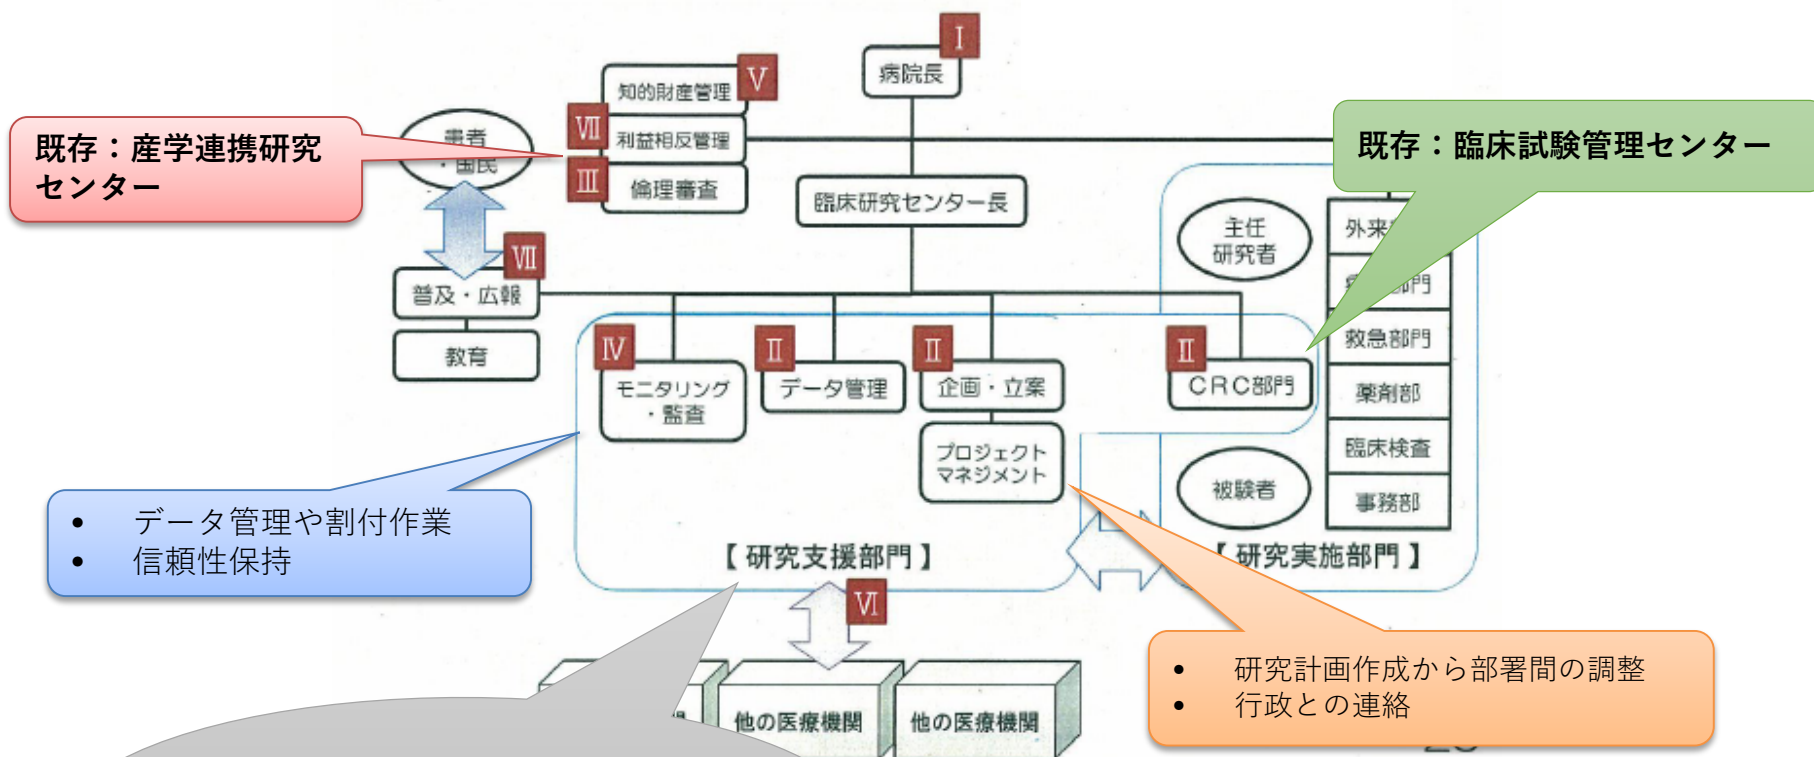 Ⅰ
病院長
Ⅴ
知的財産管理
Ⅶ
利益相反管理
Ⅲ
倫理審査
既存：産学連携研究
センター
患者
・国民
既存：臨床試験管理センター
臨床研究センター長
主任
研究者
外来
部門
救急部門
薬剤部
臨床検査
事務部
Ⅶ
普及・広報
教育
Ⅳ
モニタリング
・監査
Ⅱ
データ管理
Ⅱ
企画・立案
プロジェクト
マネジメント
Ⅱ
ＣＲＣ部門
被験者
• データ管理や割付作業
• 信頼性保持
【 研究支援部門 】
【 研究実施部門 】
Ⅵ
• 研究計画作成から部署間の調整
• 行政との連絡
他の医療機関
他の医療機関